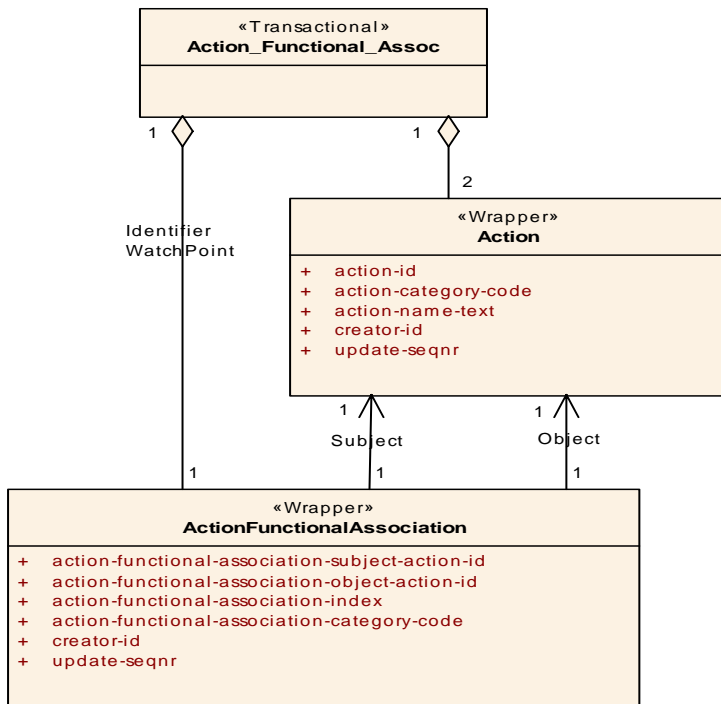 «Transactional»
Action_Functional_Assoc
1
1
Identifier
WatchPoint
2
«Wrapper»
Action
+ action-id
+ action-category-code
+ action-name-text
+ creator-id
+ update-seqnr
1
1
Subject
Object
1
1
1
«Wrapper»
ActionFunctionalAssociation
+ action-functional-association-subject-action-id
+ action-functional-association-object-action-id
+ action-functional-association-index
+ action-functional-association-category-code
+ creator-id
+ update-seqnr